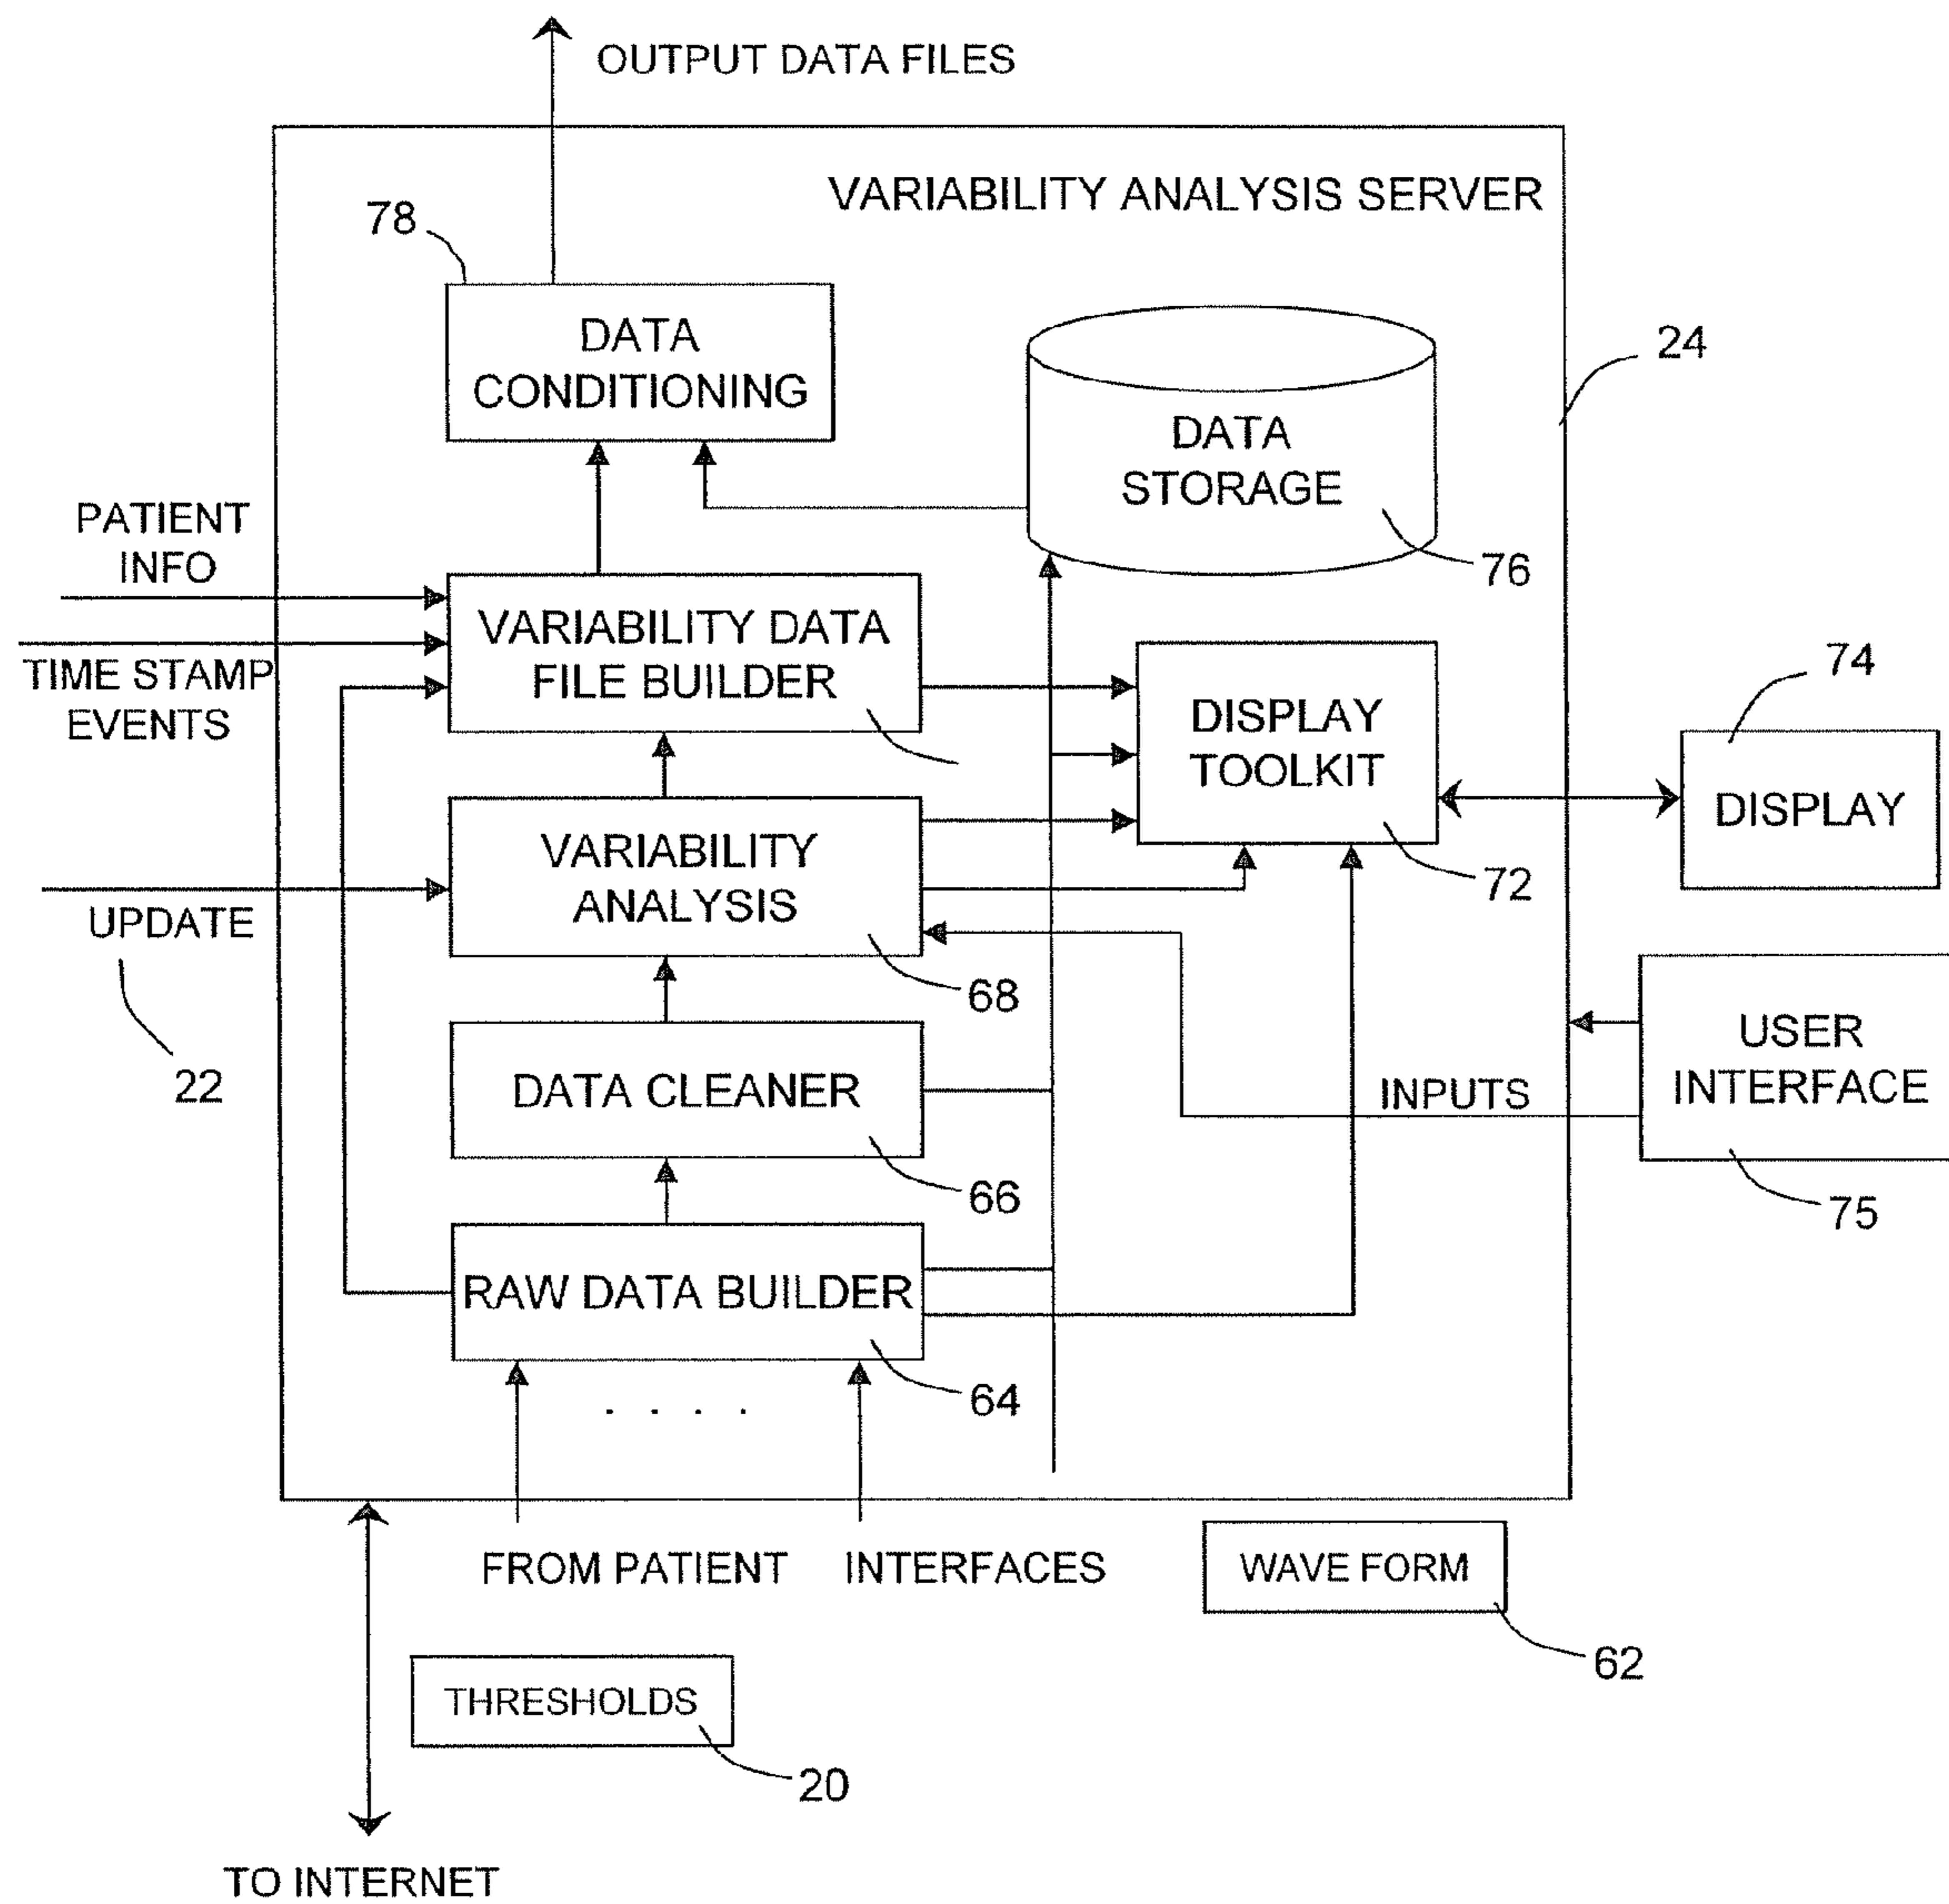 OUTPUT DATA FILES
VARIABILITY ANALYSIS SERVER
78
DATA
CONDITIONING
24
DATA
STORAGE
76
PATIENT
INFO
TIME STAMP
EVENTS
VARIABILITY DATA
FILE BUILDER
DISPLAY
TOOLKIT
72
74
DISPLAY
UPDATE
22
VARIABILITY
ANALYSIS
68
DATA CLEANER
66
INPUTS
USER
INTERFACE
75
RAW DATA BUILDER
64
. . . .
FROM PATIENT INTERFACES
WAVE FORM
62
THRESHOLDS
20
TO INTERNET